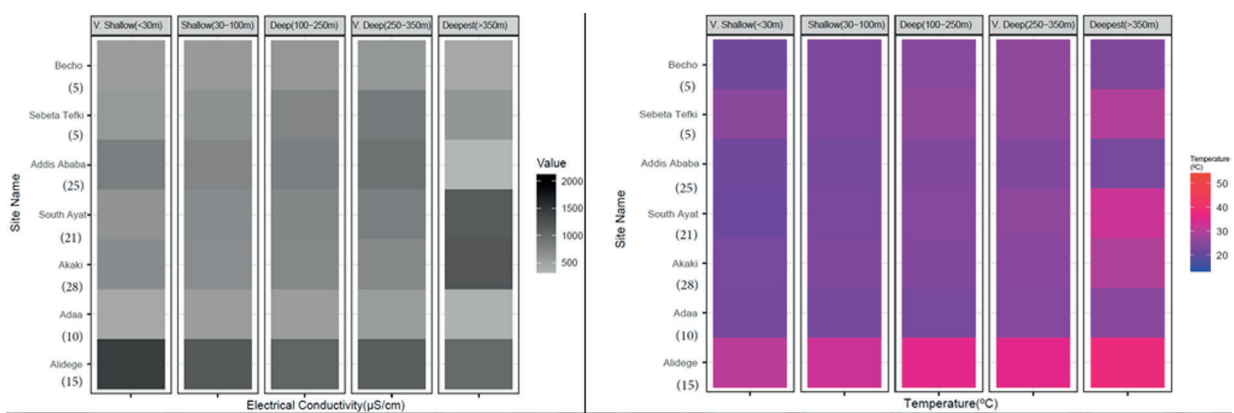 V. Shallow(<30m) Shallow(30-100m) Deep(100-250m) V. Deep(250-350m) Deepest(>350m)
Becho
(5)
Sebeta Tefki
(5)
Addis Ababa
(25)
South Ayat
(21)
Akaki
(28)
Adaa
(10)
Alidege
(15)
Site Name
Electrical Conductivity(µS/cm)
Value
2000
1500
1000
500
V. Shallow(<30m) Shallow(30-100m) Deep(100-250m) V. Deep(250-350m) Deepest(>350m)
Becho
(5)
Sebeta Tefki
(5)
Addis Ababa
(25)
South Ayat
(21)
Akaki
(28)
Adaa
(10)
Alidege
(15)
Site Name
Temperature(ºC)
Temperature
(ºC)
50
40
30
20